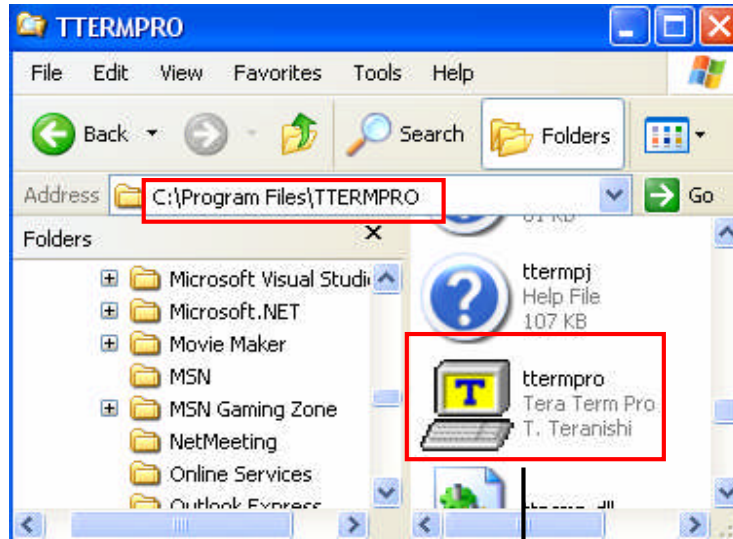 TTERMPRO
File Edit View Favorites Tools Help
Back Search Folders
Address C:\Program Files\TTERMPRO Go
Folders
Microsoft Visual Studi
Microsoft.NET
Movie Maker
MSN
MSN Gaming Zone
NetMeeting
Online Services
Outlook Express
ttermpj
Help File
107 KB
ttermpro
Tera Term Pro
T. Teranishi
T